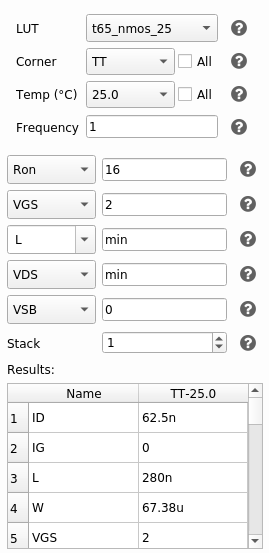 LUT t65_nmos_25 ?
Corner TT All ?
Temp (°C) 25.0 All ?
Frequency 1 ?
Ron 16 ?
VGS 2 ?
L min ?
VDS min ?
VSB 0 ?
Stack 1 ?
Results:
Name TT-25.0
1 ID 62.5n
2 IG 0
3 L 280n
4 W 67.38u
5 VGS 2